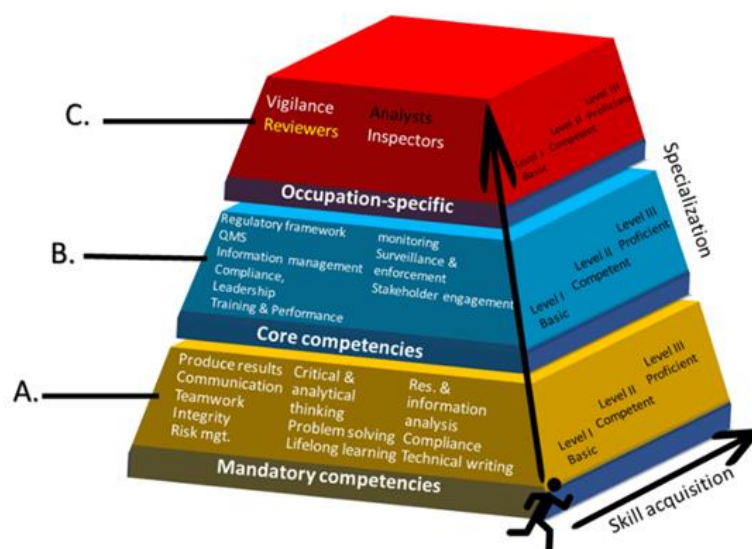 C.
Vigilance
Reviewers
Analysts
Inspectors
Level I
Basic
Level II
Competent
Level III
Proficient
Occupation-specific
Specialization
B.
Regulatory framework
QMS
Information management
Compliance,
Leadership
Training & Performance
monitoring
Surveillance &
enforcement
Stakeholder engagement
Level I
Basic
Level II
Competent
Level III
Proficient
Core competencies
A.
Produce results
Communication
Teamwork
Integrity
Risk mgt.
Critical &
analytical
thinking
Problem solving
Lifelong learning
Res. &
information
analysis
Compliance
Technical writing
Level I
Basic
Level II
Competent
Level III
Proficient
Mandatory competencies
Skill acquisition